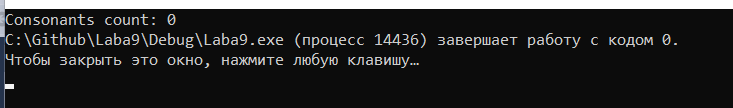 Consonants count: 0
C:\Github\Laba9\Debug\Laba9.exe (процесс 14436) завершает работу с кодом 0.
Чтобы закрыть это окно, нажмите любую клавишу…